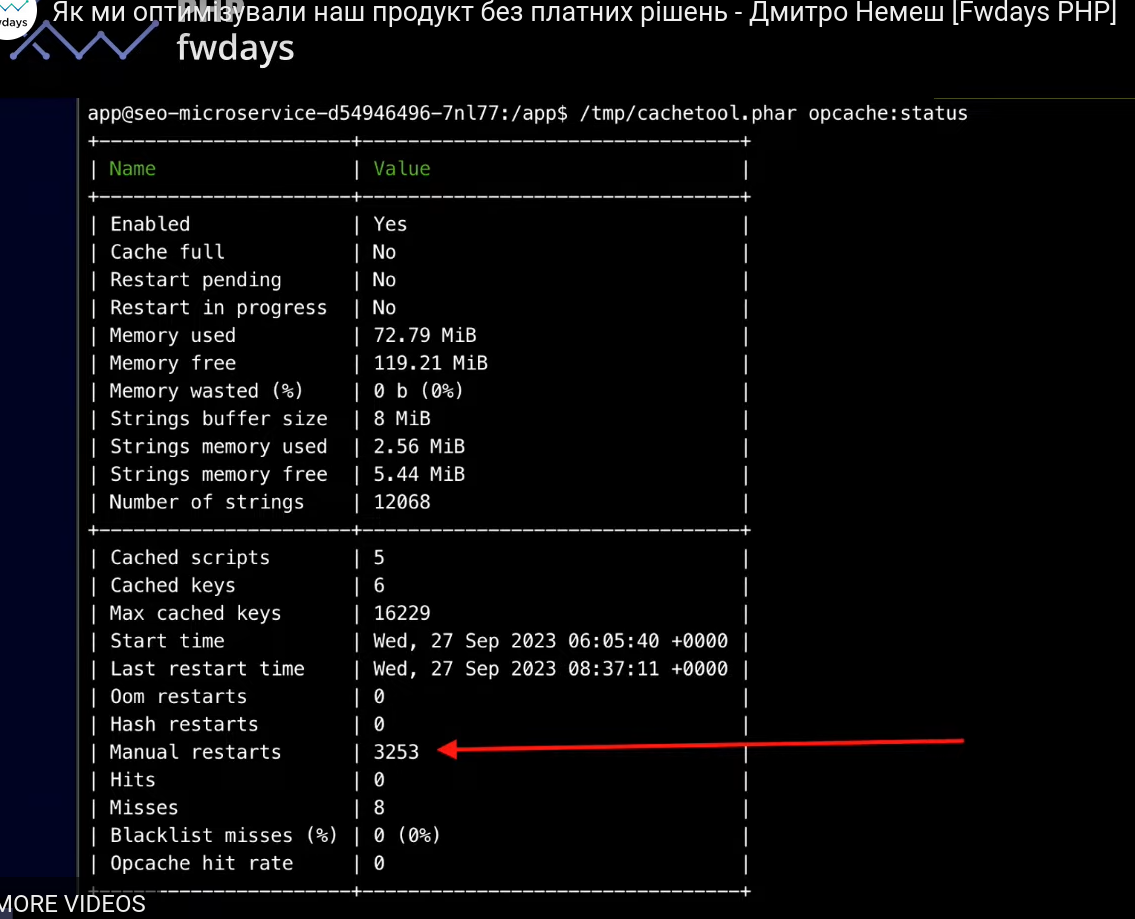 Як ми оптимізували наш продукт без платних рішень - Дмитро Немеш [Fwdays PHP]
wdays
fwdays
app@seo-microservice-d54946496-7nl77:/app$ /tmp/cachetool.phar opcache:status
Name Value
Enabled Yes
Cache full No
Restart pending No
Restart in progress No
Memory used 72.79 MiB
Memory free 119.21 MiB
Memory wasted (%) 0 b (0%)
Strings buffer size 8 MiB
Strings memory used 2.56 MiB
Strings memory free 5.44 MiB
Number of strings 12068
Cached scripts 5
Cached keys 6
Max cached keys 16229
Start time Wed, 27 Sep 2023 06:05:40 +0000
Last restart time Wed, 27 Sep 2023 08:37:11 +0000
Oom restarts 0
Hash restarts 0
Manual restarts 3253
Hits 0
Misses 8
Blacklist misses (%) 0 (0%)
Opcache hit rate 0
MORE VIDEOS